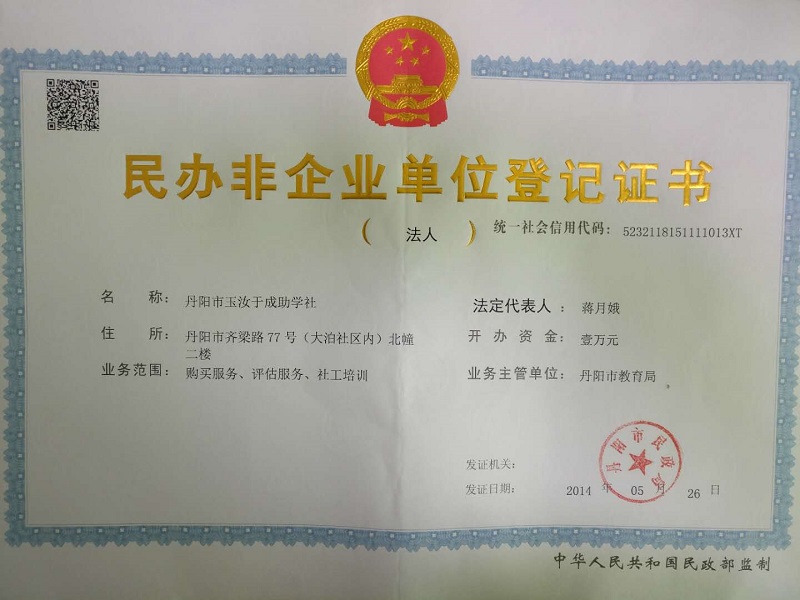 民办非企业单位登记证书
（ 法人 ） 统一社会信用代码： 5232118151111013XT
名 称： 丹阳市玉汝于成助学社
住 所： 丹阳市齐梁路 77 号（大泊社区内）北幢
二楼
业务范围： 购买服务、评估服务、社工培训
法定代表人 ： 蒋月娥
开 办 资 金： 壹万元
业务主管单位： 丹阳市教育局
发证机关：
丹阳市民政局
发证日期： 2014 年 05 月 26 日
中华人民共和国民政部监制